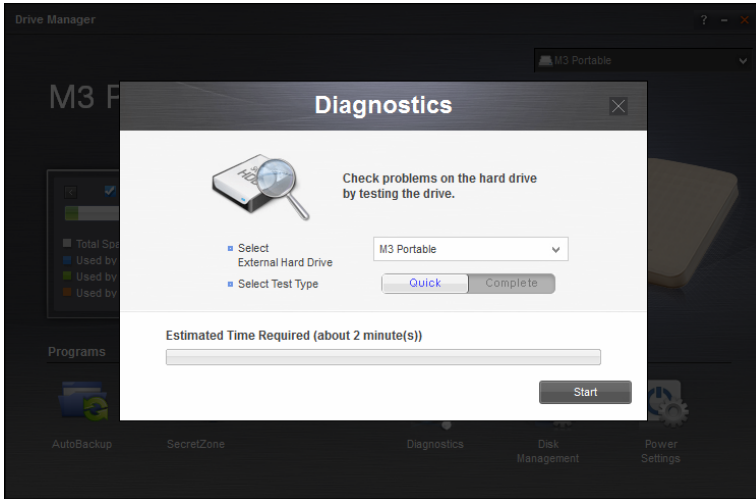 Drive Manager
? – ×
M3 Portable
M3 P
Diagnostics
HDD
Check problems on the hard drive
by testing the drive.
Select
External Hard Drive
M3 Portable
Select Test Type
Quick
Complete
Total Spa
Used by
Used by
Used by
Estimated Time Required (about 2 minute(s))
Start
Programs
AutoBackup
SecretZone
Diagnostics
Disk
Management
Power
Settings